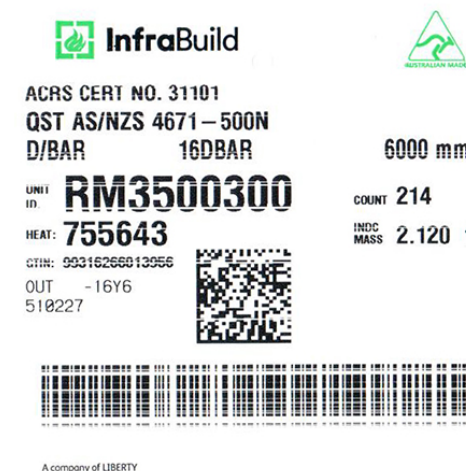 InfraBuild
AUSTRALIAN MADE
ACRS CERT NO. 31101
QST AS/NZS 4671-500N
D/BAR 16DBAR 6000 mm
UNIT ID. RM3500300 COUNT 214
HEAT: 755643 INDC MASS 2.120
GTIN: 99316266013956
OUT -16Y6
510227
A company of LIBERTY